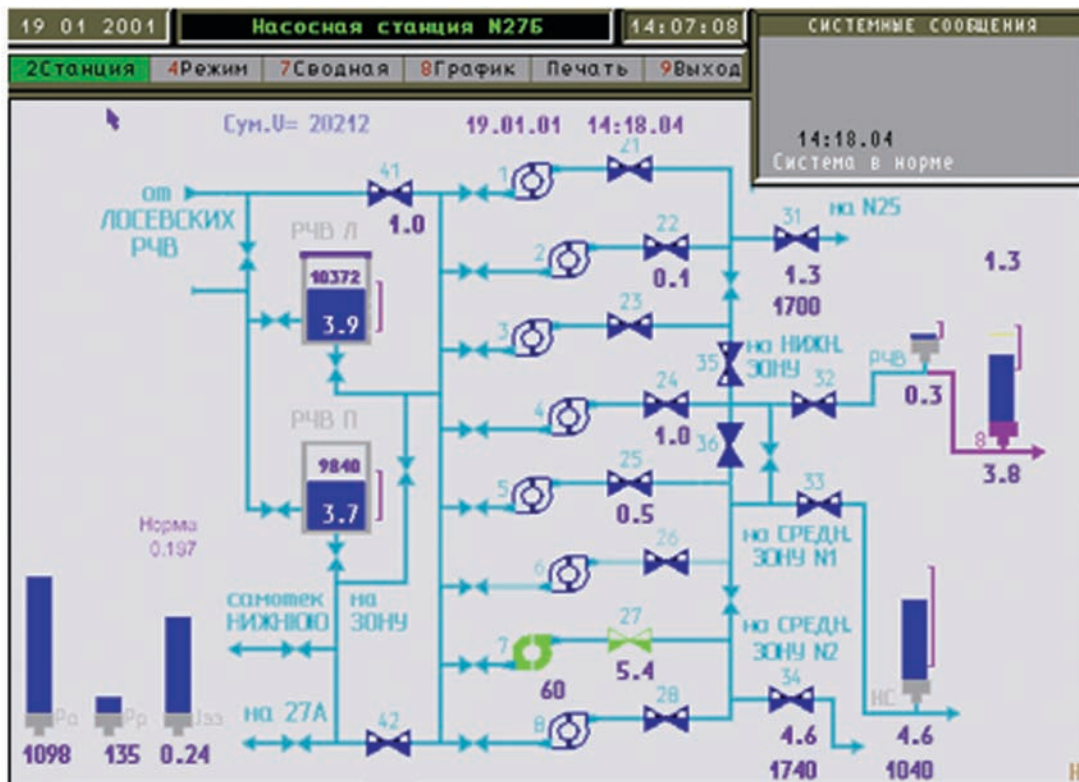 19 01 2001
Насосная станция N27Б
14:07:08
СИСТЕМНЫЕ СООБЩЕНИЯ
2Станция 4Режим 7Сводная 8График Печать 9Выход
14:18.04
Система в норме
Сум.V= 20212
19.01.01 14:18.04
21
41
1
от
ЛОСЕВСКИХ
РЧВ
1.0
РЧВ Л
10372
3.9
2
22
0.1
31
на N25
1.3
1700
1.3
3
23
35
на НИЖН.
ЗОНУ
РЧВ
0.3
32
4
24
1.0
36
8
3.8
РЧВ П
9840
3.7
5
25
0.5
33
на СРЕДН.
ЗОНУ N1
Норма
0.197
6
26
самотек на
НИЖНЮЮ ЗОНУ
7
27
60
5.4
на СРЕДН.
ЗОНУ N2
34
НС
на 27А
42
8
28
4.6
1740
4.6
1040
Ра
1098
Рр
135
0.24